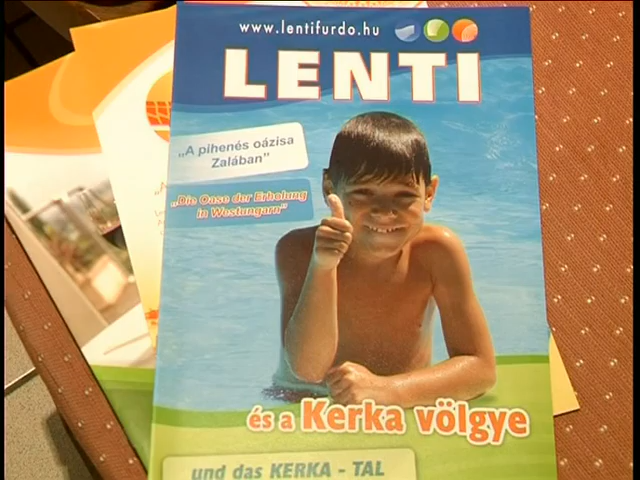 www.lentifurdo.hu
LENTI
„A pihenés oázisa
Zalában”
„Die Oase der Erholung
in Westungarn”
és a Kerka völgye
und das KERKA - TAL